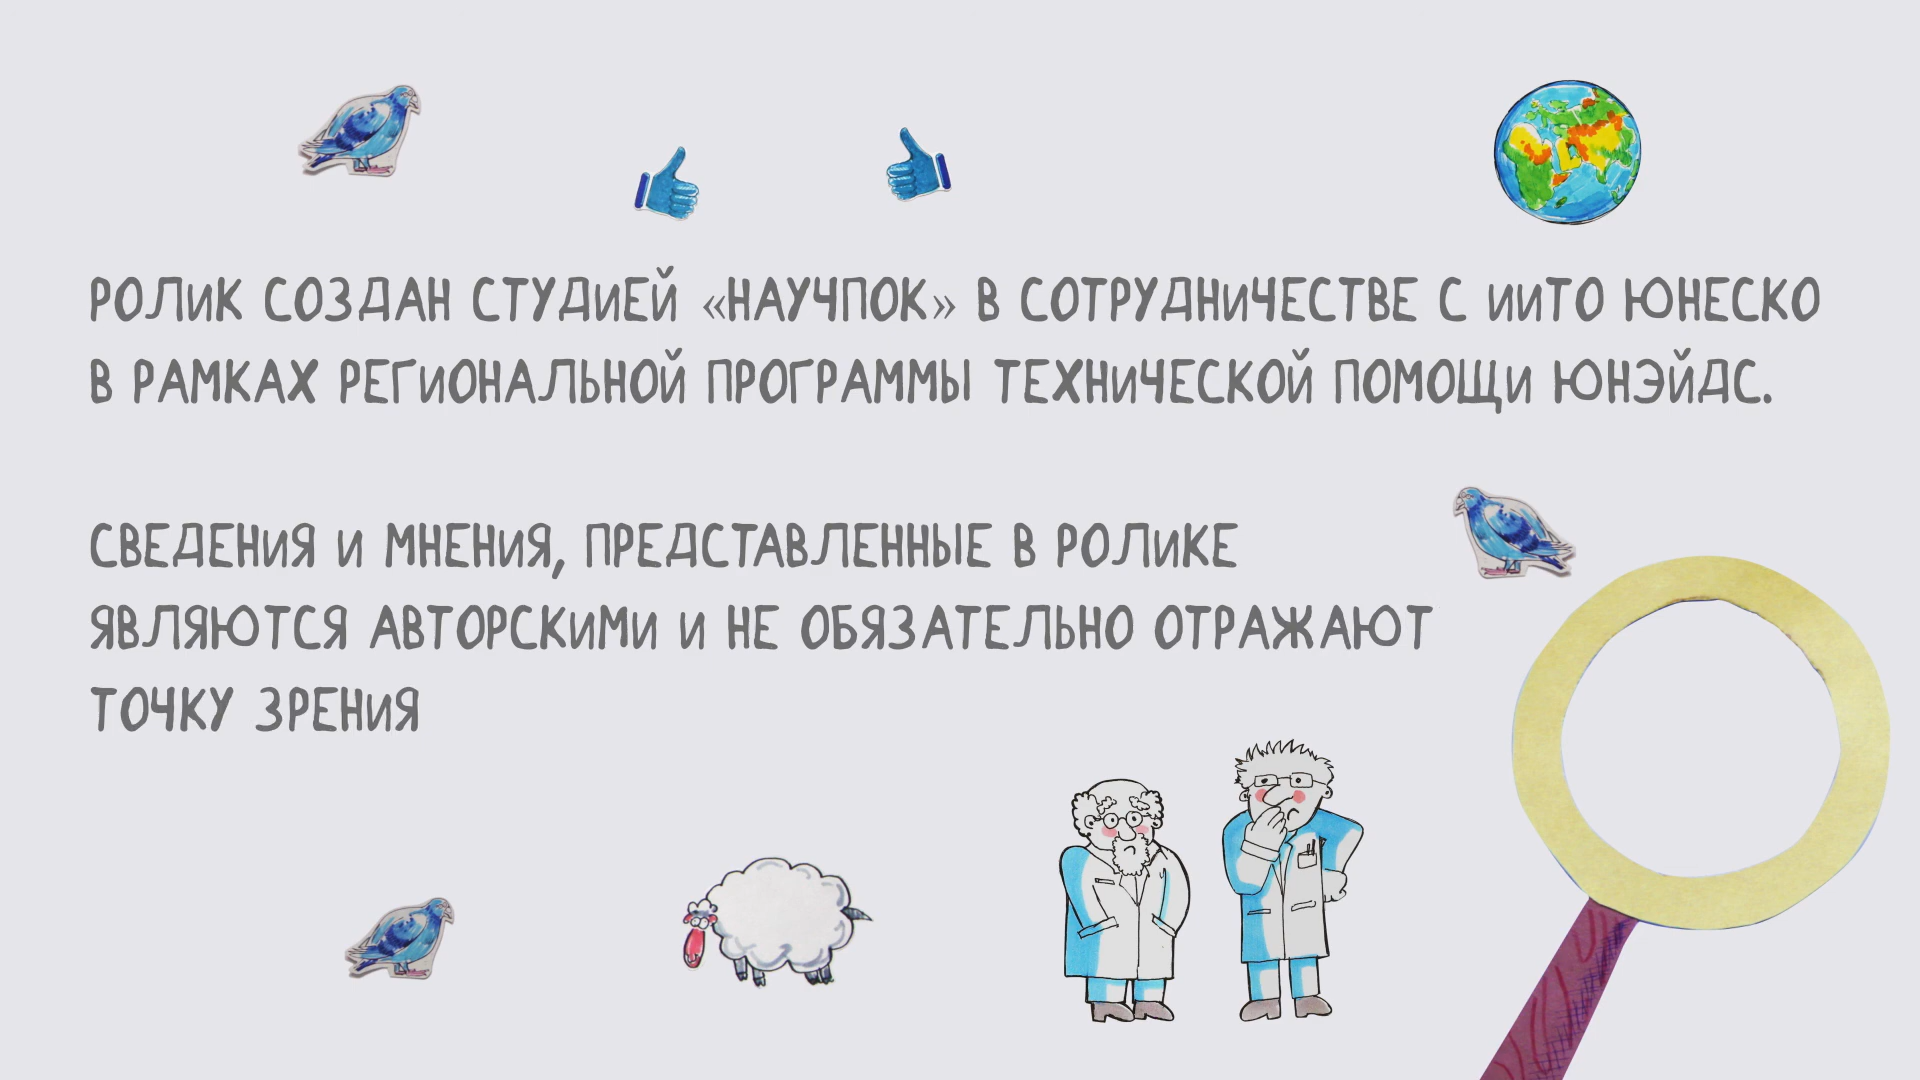 РОЛИК СОЗДАН СТУДИЕЙ «НАУЧПОК» В СОТРУДНИЧЕСТВЕ С ИИТО ЮНЕСКО
В РАМКАХ РЕГИОНАЛЬНОЙ ПРОГРАММЫ ТЕХНИЧЕСКОЙ ПОМОЩИ ЮНЭЙДС.
СВЕДЕНИЯ И МНЕНИЯ, ПРЕДСТАВЛЕННЫЕ В РОЛИКЕ
ЯВЛЯЮТСЯ АВТОРСКИМИ И НЕ ОБЯЗАТЕЛЬНО ОТРАЖАЮТ
ТОЧКУ ЗРЕНИЯ